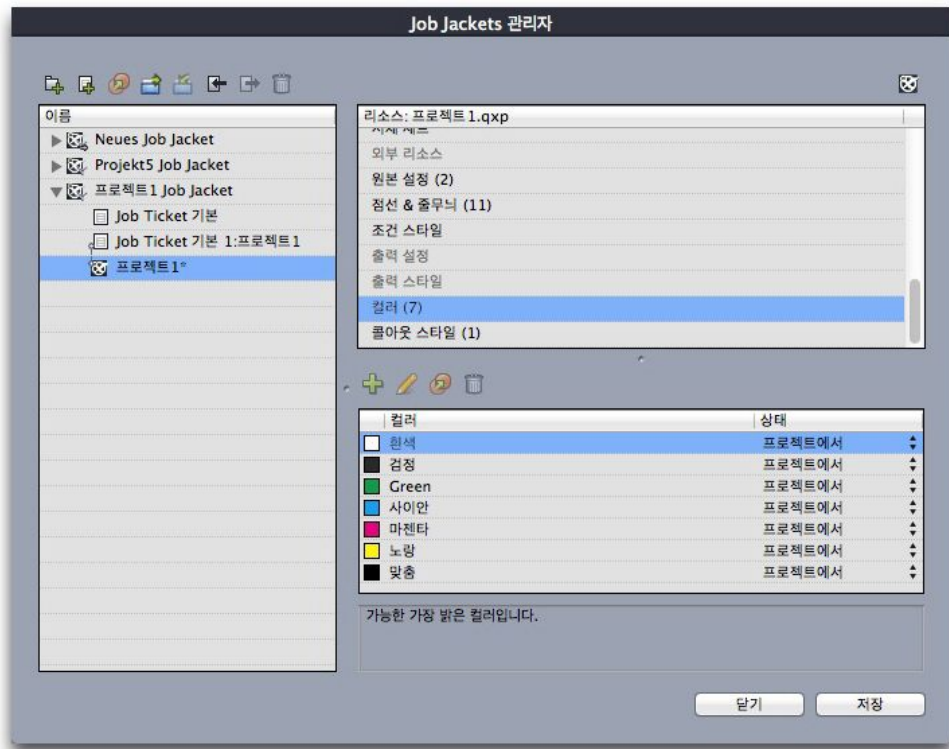 Job Jackets 관리자
이름
Neues Job Jacket
Projekt5 Job Jacket
프로젝트1 Job Jacket
Job Ticket 기본
Job Ticket 기본 1:프로젝트1
프로젝트1*
리소스: 프로젝트1.qxp
외부 리소스
원본 설정 (2)
점선 & 줄무늬 (11)
조건 스타일
출력 설정
출력 스타일
컬러 (7)
콜아웃 스타일 (1)
컬러 상태
흰색 프로젝트에서
검정 프로젝트에서
Green 프로젝트에서
사이안 프로젝트에서
마젠타 프로젝트에서
노랑 프로젝트에서
맞춤 프로젝트에서
가능한 가장 밝은 컬러입니다.
닫기 저장